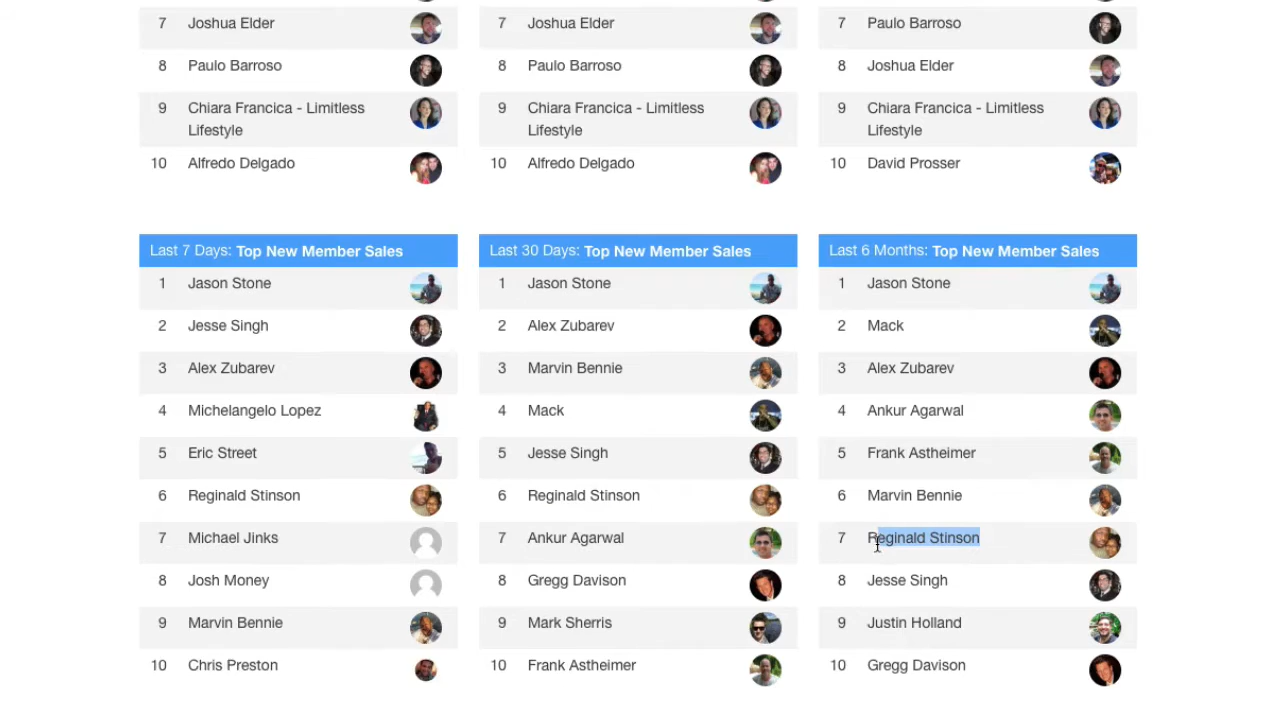 7 Joshua Elder
8 Paulo Barroso
9 Chiara Francica - Limitless
Lifestyle
10 Alfredo Delgado
7 Joshua Elder
8 Paulo Barroso
9 Chiara Francica - Limitless
Lifestyle
10 Alfredo Delgado
7 Paulo Barroso
8 Joshua Elder
9 Chiara Francica - Limitless
Lifestyle
10 David Prosser
Last 7 Days: Top New Member Sales
1 Jason Stone
2 Jesse Singh
3 Alex Zubarev
4 Michelangelo Lopez
5 Eric Street
6 Reginald Stinson
7 Michael Jinks
8 Josh Money
9 Marvin Bennie
10 Chris Preston
Last 30 Days: Top New Member Sales
1 Jason Stone
2 Alex Zubarev
3 Marvin Bennie
4 Mack
5 Jesse Singh
6 Reginald Stinson
7 Ankur Agarwal
8 Gregg Davison
9 Mark Sherris
10 Frank Astheimer
Last 6 Months: Top New Member Sales
1 Jason Stone
2 Mack
3 Alex Zubarev
4 Ankur Agarwal
5 Frank Astheimer
6 Marvin Bennie
7 Reginald Stinson
8 Jesse Singh
9 Justin Holland
10 Gregg Davison